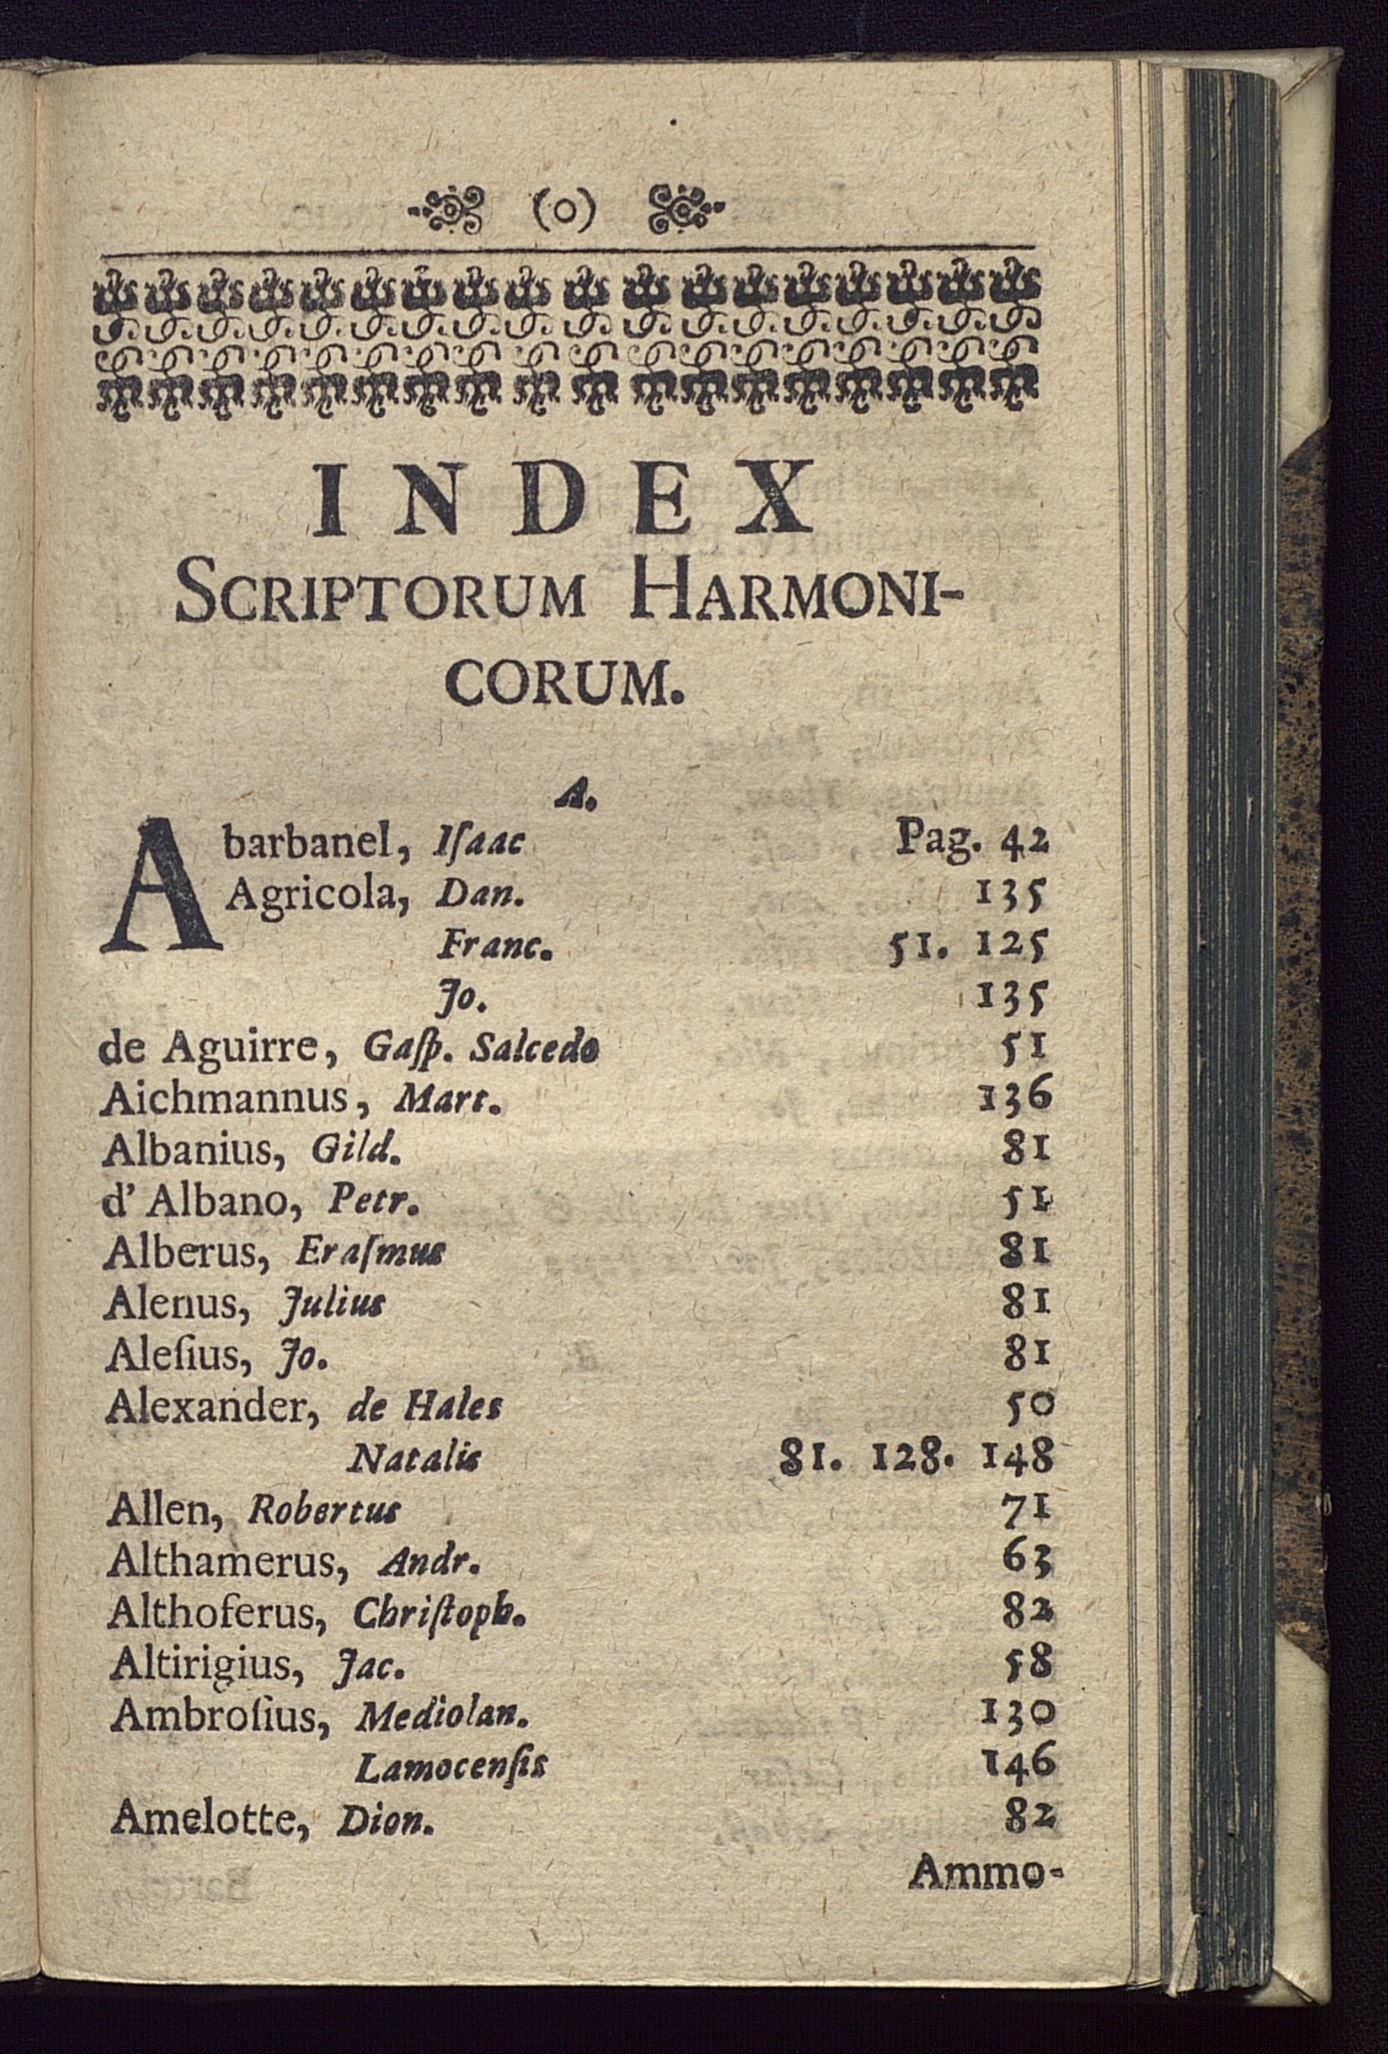 (o)
INDEX
SCRIPTORUM HARMONI-
CORUM.
A.
Abarbanel, Iſaac Pag. 42
Agricola, Dan. 135
Franc. 51. 125
Jo. 135
de Aguirre, Gaſp. Salcedo 51
Aichmannus, Mart. 136
Albanius, Gild. 81
d' Albano, Petr. 51
Alberus, Eraſmus 81
Alenus, Julius 81
Aleſius, Jo. 81
Alexander, de Hales 50
Natalis 81. 128. 148
Allen, Robertus 71
Althamerus, Andr. 63
Althoferus, Chriſtoph. 82
Altirigius, Jac. 58
Ambroſius, Mediolan. 130
Lamocenſis 146
Amelotte, Dion. 82
Ammo-